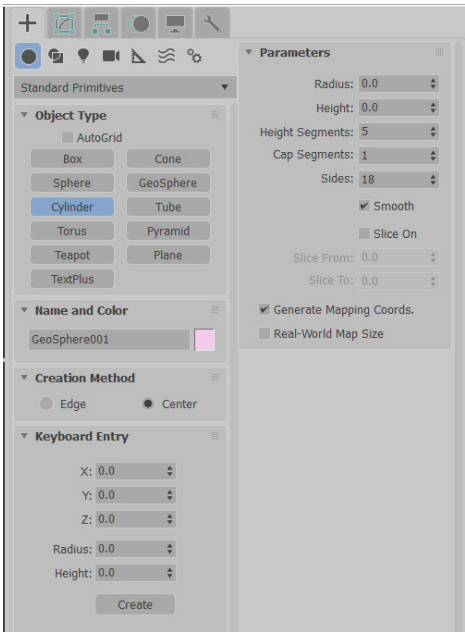 Standard Primitives
Object Type
AutoGrid
Box Cone
Sphere GeoSphere
Cylinder Tube
Torus Pyramid
Teapot Plane
TextPlus
Name and Color
GeoSphere001
Creation Method
Edge Center
Keyboard Entry
X: 0.0
Y: 0.0
Z: 0.0
Radius: 0.0
Height: 0.0
Create
Parameters
Radius: 0.0
Height: 0.0
Height Segments: 5
Cap Segments: 1
Sides: 18
Smooth
Slice On
Slice From: 0.0
Slice To: 0.0
Generate Mapping Coords.
Real-World Map Size